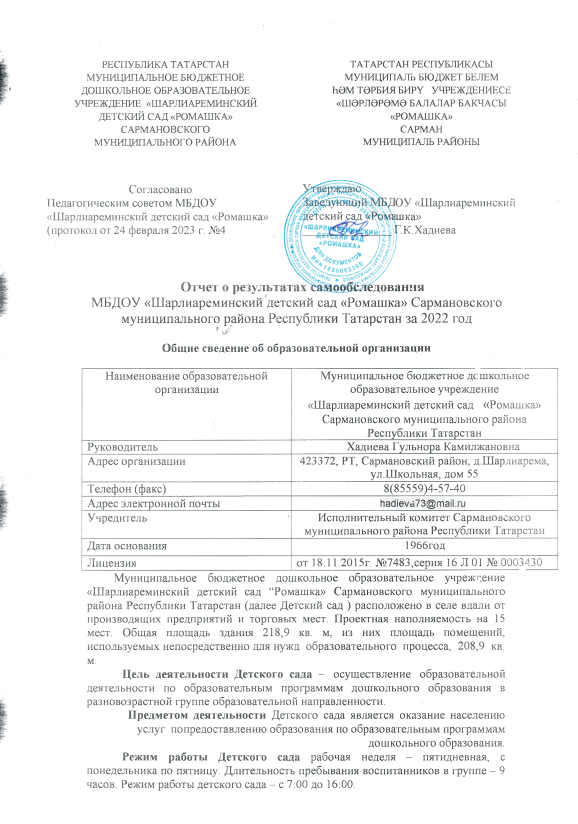 РЕСПУБЛИКА ТАТАРСТАН
МУНИЦИПАЛЬНОЕ БЮДЖЕТНОЕ
ДОШКОЛЬНОЕ ОБРАЗОВАТЕЛЬНОЕ
УЧРЕЖДЕНИЕ «ШАРЛИАРЕМИНСКИЙ
ДЕТСКИЙ САД «РОМАШКА»
САРМАНОВСКОГО
МУНИЦИПАЛЬНОГО РАЙОНА
ТАТАРСТАН РЕСПУБЛИКАСЫ
МУНИЦИПАЛЬ БЮДЖЕТ БЕЛЕМ
ҺӘМ ТӘРБИЯ БИРҮ УЧРЕЖДЕНИЕСЕ
«ШӘРЛӘРӘМӘ БАЛАЛАР БАКЧАСЫ
«РОМАШКА»
САРМАН
МУНИЦИПАЛЬ РАЙОНЫ
Согласовано
Педагогическим советом МБДОУ
«Шарлиареминский детский сад «Ромашка»
(протокол от 24 февраля 2023 г. №4
Утверждаю
Заведующий МБДОУ «Шарлиареминский
детский сад «Ромашка»
Г.К.Хадиева
«ШАРЛИАРЕМИНСКИЙ
ДЕТСКИЙ САД
«РОМАШКА»
ДЛЯ ДОКУМЕНТОВ
Отчет о результатах самообследования
МБДОУ «Шарлиареминский детский сад «Ромашка» Сармановского
муниципального района Республики Татарстан за 2022 год
Общие сведение об образовательной организации
Наименование образовательной
организации
Муниципальное бюджетное дошкольное
образовательное учреждение
«Шарлиареминский детский сад «Ромашка»
Сармановского муниципального района
Республики Татарстан
Руководитель Хадиева Гульнора Камилжановна
Адрес организации 423372, РТ, Сармановский район, д.Шарлиарема,
ул.Школьная, дом 55
Телефон (факс) 8(85559)4-57-40
Адрес электронной почты hadieva73@mail.ru
Учредитель Исполнительный комитет Сармановского
муниципального района Республики Татарстан
Дата основания 1966год
Лицензия от 18.11.2015г. №7483,серия 16 Л 01 № 0003430
Муниципальное бюджетное дошкольное образовательное учреждение
«Шарлиареминский детский сад “Ромашка» Сармановского муниципального
района Республики Татарстан (далее Детский сад ) расположено в селе вдали от
производящих предприятий и торговых мест. Проектная наполняемость на 15
мест. Общая площадь здания 218,9 кв. м, из них площадь помещений,
используемых непосредственно для нужд образовательного процесса, 208,9 кв.
м.
Цель деятельности Детского сада – осуществление образовательной
деятельности по образовательным программам дошкольного образования в
разновозрастной группе образовательной направленности.
Предметом деятельности Детского сада является оказание населению
услуг попредоставлению образования по образовательным программам
дошкольного образования.
Режим работы Детского сада рабочая неделя – пятидневная, с
понедельника по пятницу. Длительность пребывания воспитанников в группе – 9
часов. Режим работы детского сада – с 7:00 до 16:00.